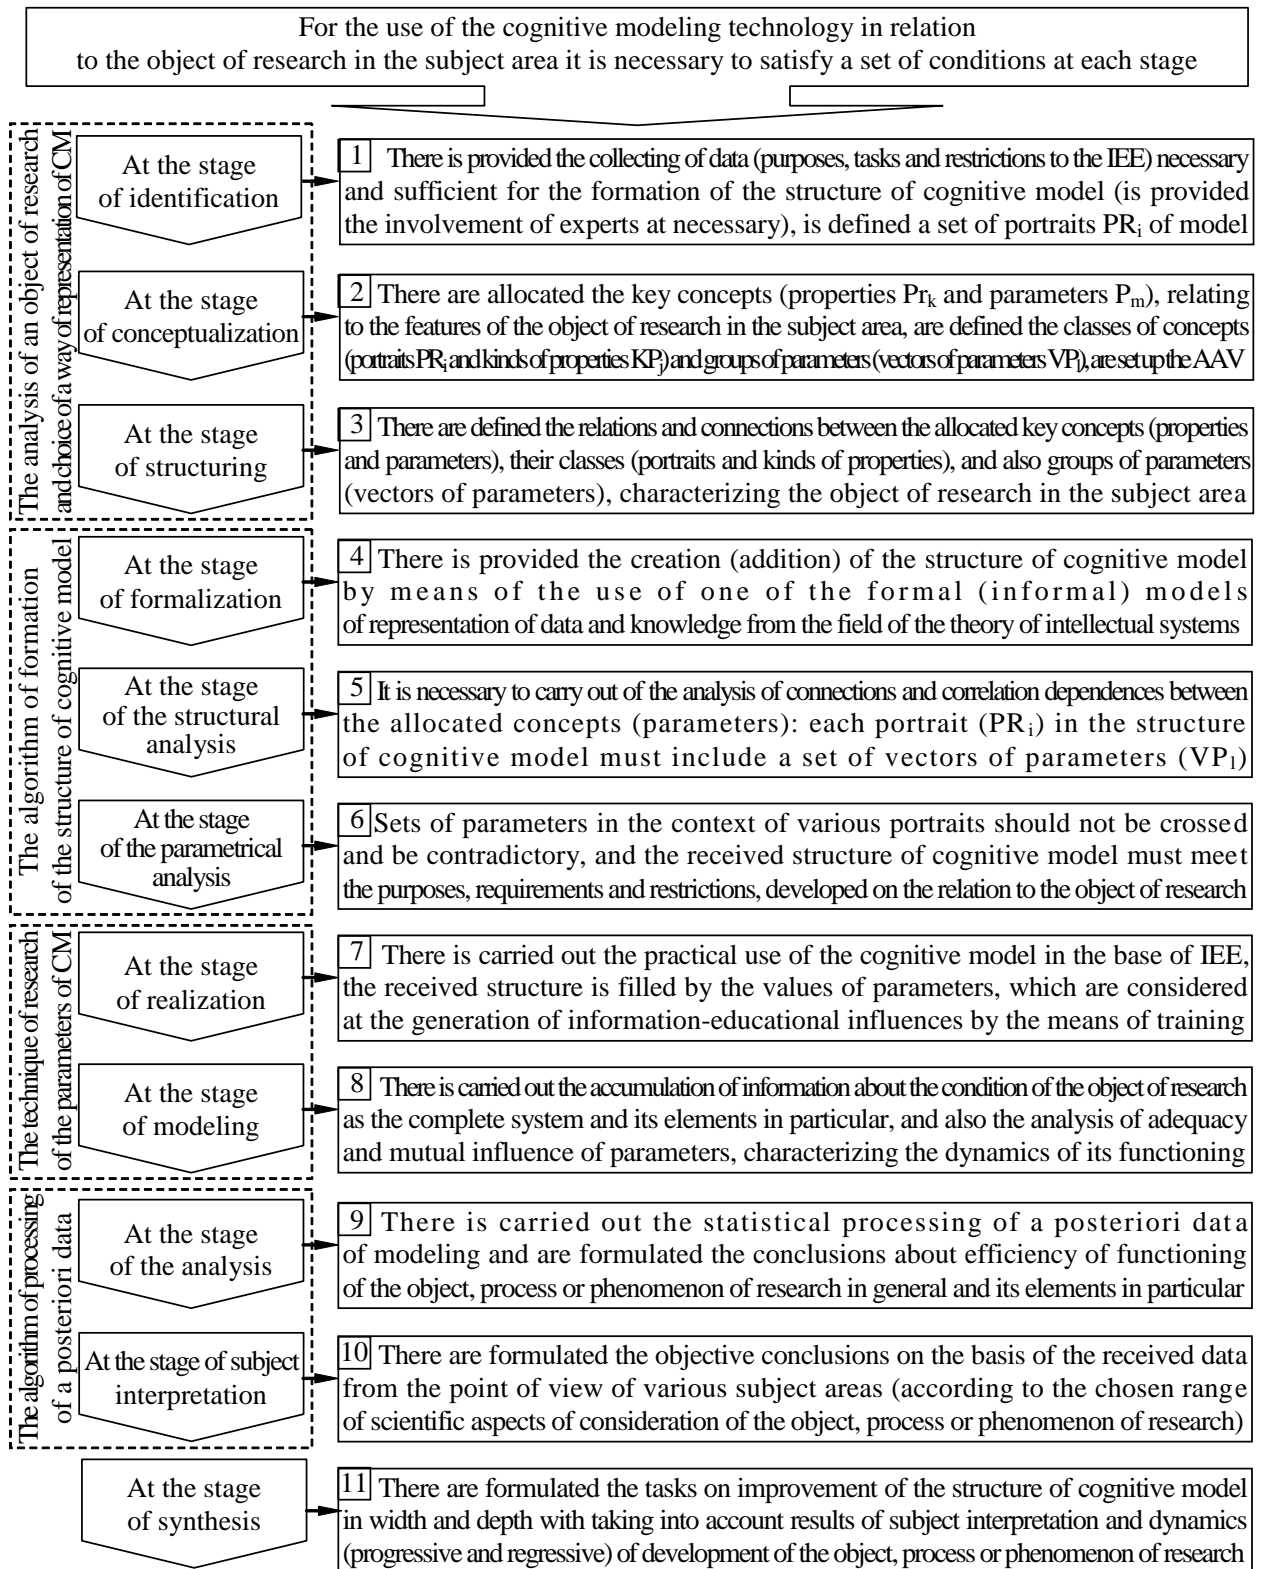 For the use of the cognitive modeling technology in relation
to the object of research in the subject area it is necessary to satisfy a set of conditions at each stage
The analysis of an object of research
and choice of a way of representation of CM
At the stage
of identification
1 There is provided the collecting of data (purposes, tasks and restrictions to the IEE) necessary
and sufficient for the formation of the structure of cognitive model (is provided
the involvement of experts at necessary), is defined a set of portraits PRi of model
At the stage
of conceptualization
2 There are allocated the key concepts (properties Prk and parameters Pm), relating
to the features of the object of research in the subject area, are defined the classes of concepts
(portraits PRi and kinds of properties KPj) and groups of parameters (vectors of parameters VPl), are set up the AAV
At the stage
of structuring
3 There are defined the relations and connections between the allocated key concepts (properties
and parameters), their classes (portraits and kinds of properties), and also groups of parameters
(vectors of parameters), characterizing the object of research in the subject area
The algorithm of formation
of the structure of cognitive model
At the stage
of formalization
4 There is provided the creation (addition) of the structure of cognitive model
by means of the use of one of the formal (informal) models
of representation of data and knowledge from the field of the theory of intellectual systems
At the stage
of the structural
analysis
5 It is necessary to carry out of the analysis of connections and correlation dependences between
the allocated concepts (parameters): each portrait (PRi) in the structure
of cognitive model must include a set of vectors of parameters (VPl)
At the stage
of the parametrical
analysis
6 Sets of parameters in the context of various portraits should not be crossed
and be contradictory, and the received structure of cognitive model must meet
the purposes, requirements and restrictions, developed on the relation to the object of research
The technique of research
of the parameters of CM
At the stage
of realization
7 There is carried out the practical use of the cognitive model in the base of IEE,
the received structure is filled by the values of parameters, which are considered
at the generation of information-educational influences by the means of training
At the stage
of modeling
8 There is carried out the accumulation of information about the condition of the object of research
as the complete system and its elements in particular, and also the analysis of adequacy
and mutual influence of parameters, characterizing the dynamics of its functioning
The algorithm of processing
of a posteriori data
At the stage
of the analysis
9 There is carried out the statistical processing of a posteriori data
of modeling and are formulated the conclusions about efficiency of functioning
of the object, process or phenomenon of research in general and its elements in particular
At the stage of subject
interpretation
10 There are formulated the objective conclusions on the basis of the received data
from the point of view of various subject areas (according to the chosen range
of scientific aspects of consideration of the object, process or phenomenon of research)
At the stage
of synthesis
11 There are formulated the tasks on improvement of the structure of cognitive model
in width and depth with taking into account results of subject interpretation and dynamics
(progressive and regressive) of development of the object, process or phenomenon of research